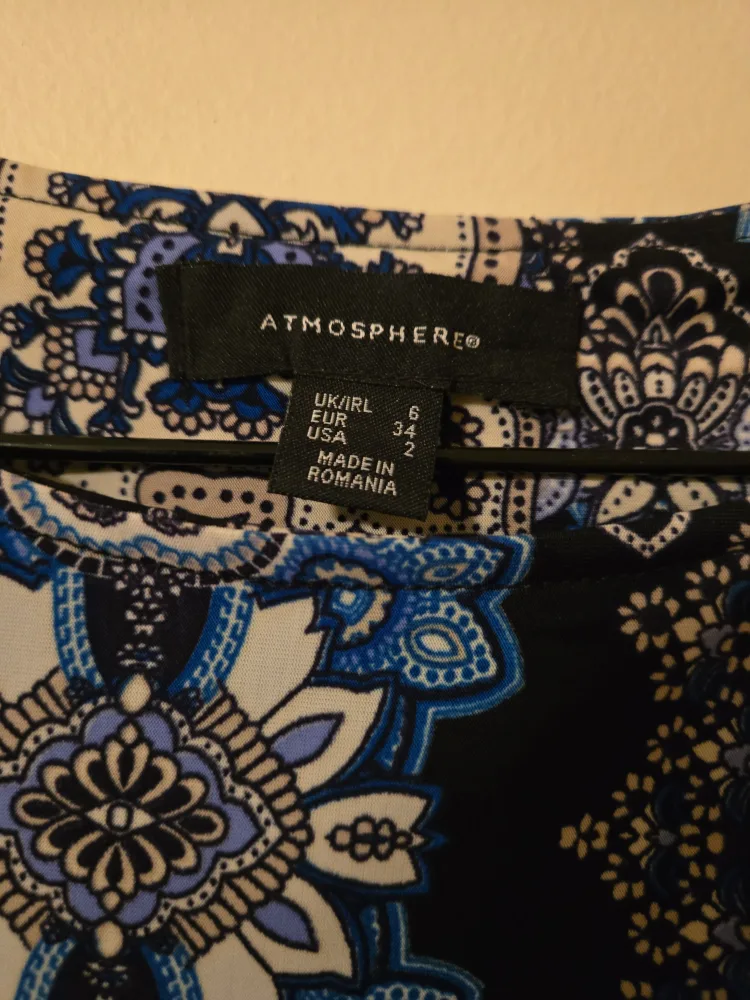 ATMOSPHERE®
UK/IRL 6
EUR 34
USA 2
MADE IN
ROMANIA